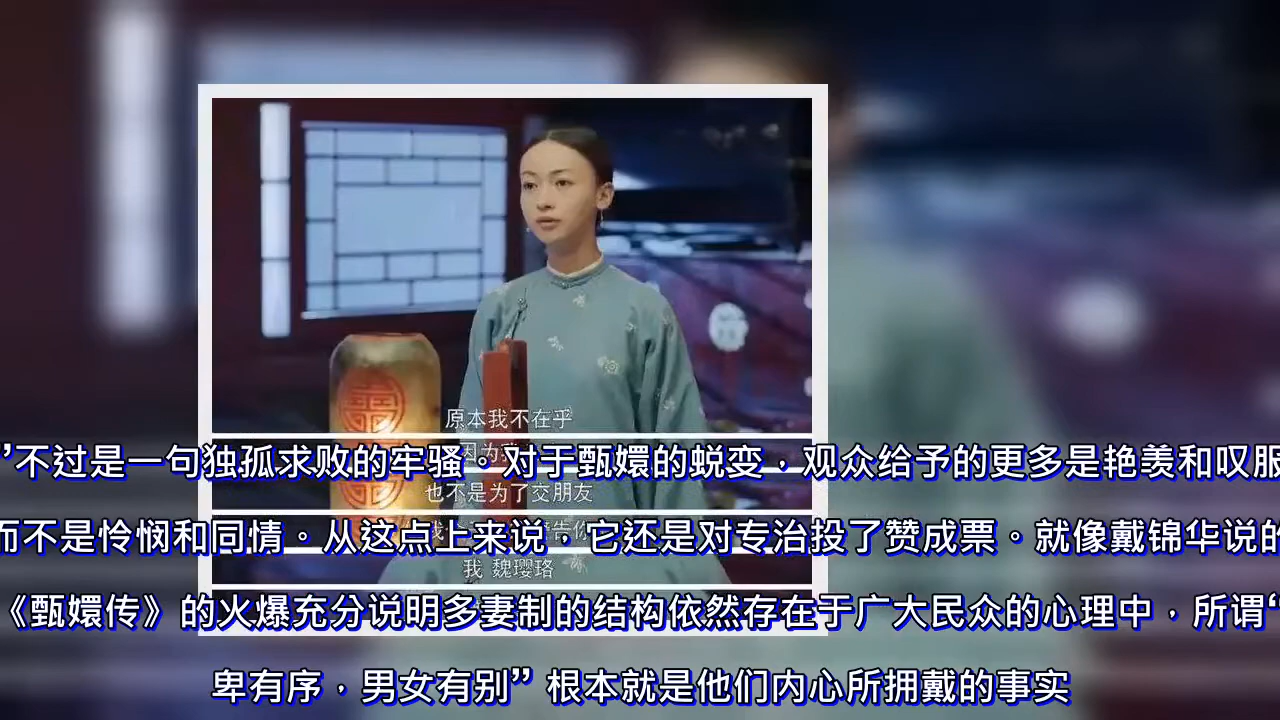 原本我不在乎
因为我
”不过是一句独孤求败的牢骚。对于甄嬛的蜕变，观众给予的更多是艳羡和叹服
也不是为了交朋友
而不是怜悯和同情。从这点上来说，它还是对专治投了赞成票。就像戴锦华说的
我 警告你
我 魏璎珞
《甄嬛传》的火爆充分说明多妻制的结构依然存在于广大民众的心理中，所谓“
卑有序，男女有别”根本就是他们内心所拥戴的事实